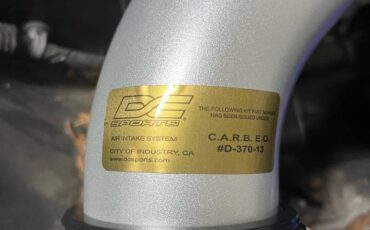 DC
SPORTS
AIR INTAKE SYSTEM
CITY OF INDUSTRY, CA
www.dcsports.com
THE FOLLOWING KIT PART NUMBER
HAS BEEN ISSUED UNDER
C.A.R.B. E.O.
#D-370-13